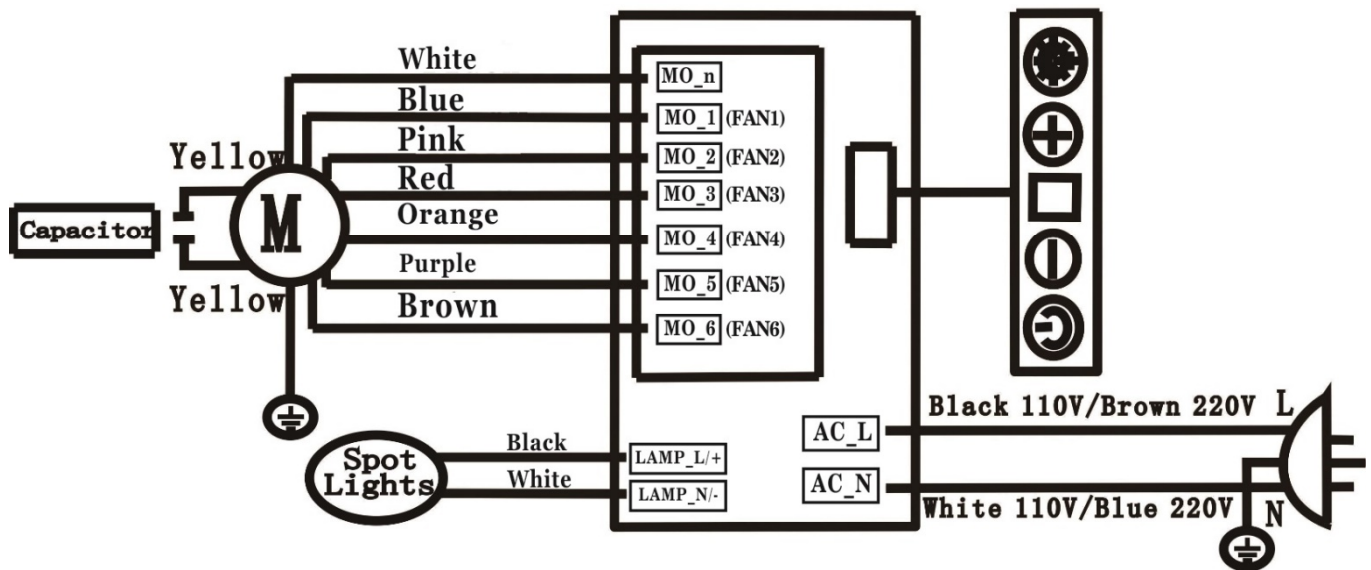 White
MO_n
Blue
MO_1 (FAN1)
Pink
MO_2 (FAN2)
Yellow
Red
MO_3 (FAN3)
M
Orange
Capacitor
MO_4 (FAN4)
Purple
MO_5 (FAN5)
Yellow
Brown
MO_6 (FAN6)
Black 110V/Brown 220V L
AC_L
Black
Spot
Lights
LAMP_L/+
White
LAMP_N/-
AC_N
White 110V/Blue 220V N